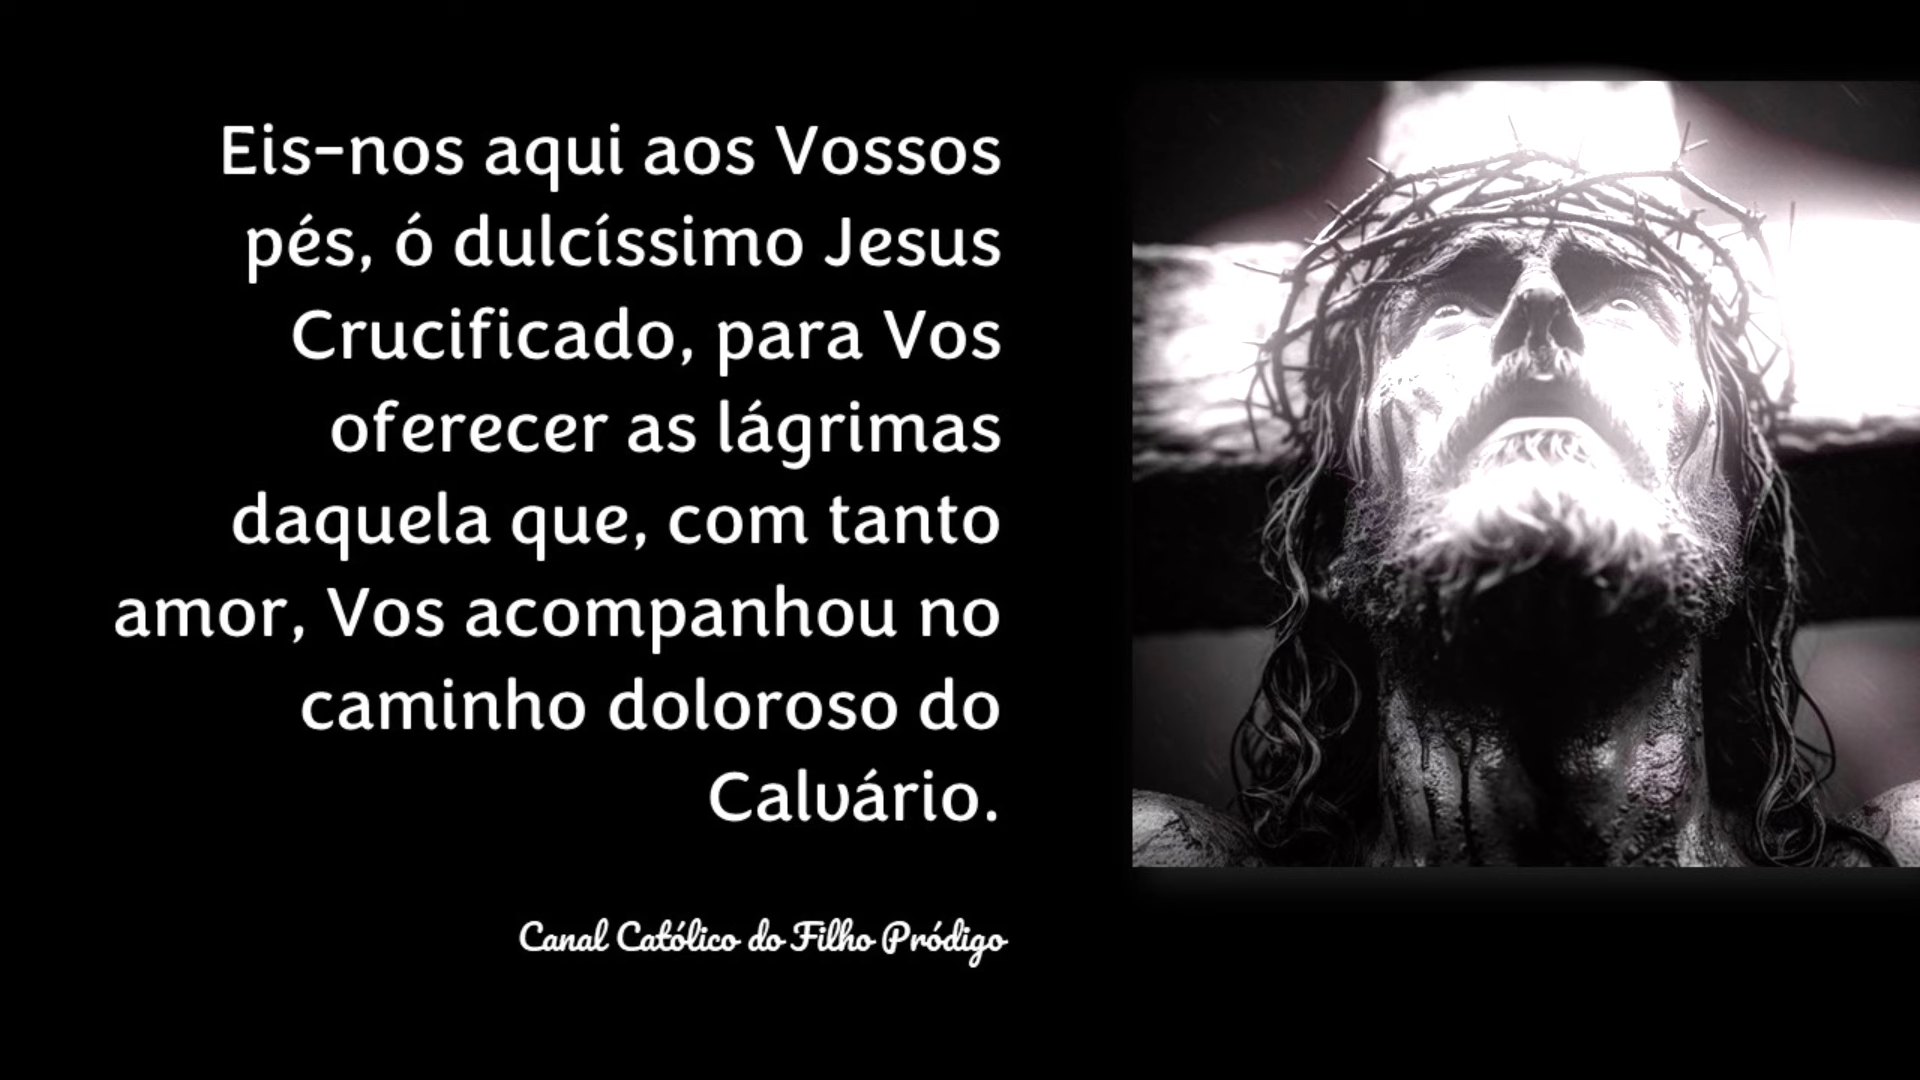 Eis-nos aqui aos Vossos
pés, ó dulcíssimo Jesus
Crucificado, para Vos
oferecer as lágrimas
daquela que, com tanto
amor, Vos acompanhou no
caminho doloroso do
Calvário.
Canal Católico do Filho Pródigo